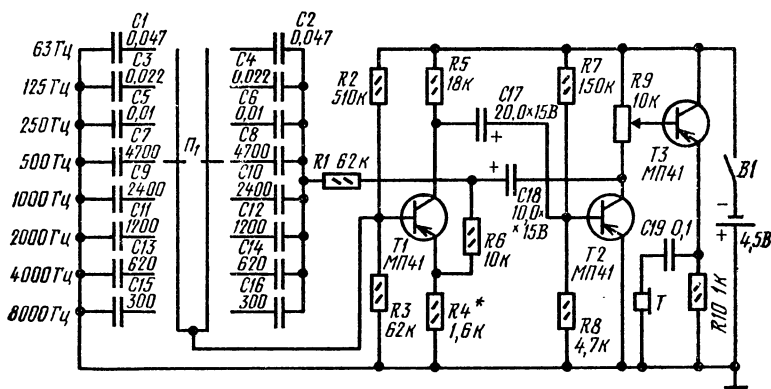 63 Гц
C1
0,047
C3
125 Гц
0,022
C5
250 Гц
0,01
C7
500 Гц
4700
C9
1000 Гц
2400
C11
2000 Гц
1200
C13
4000 Гц
620
C15
8000 Гц
300
П1
C2
0,047
C4
0,022
C6
0,01
C8
4700
C10
2400
C12
1200
C14
620
C16
300
R1 62к
R2
510к
R5
18к
C17
20,0×15В
+
R7
150к
R9
10к
T3
МП41
В1
-
+
4,5В
+
C18
10,0×
×15В
T1
МП41
R6
10к
T2
МП41
C19 0,1
R3
62к
R4*
1,6к
R8
4,7к
T
R10 1к